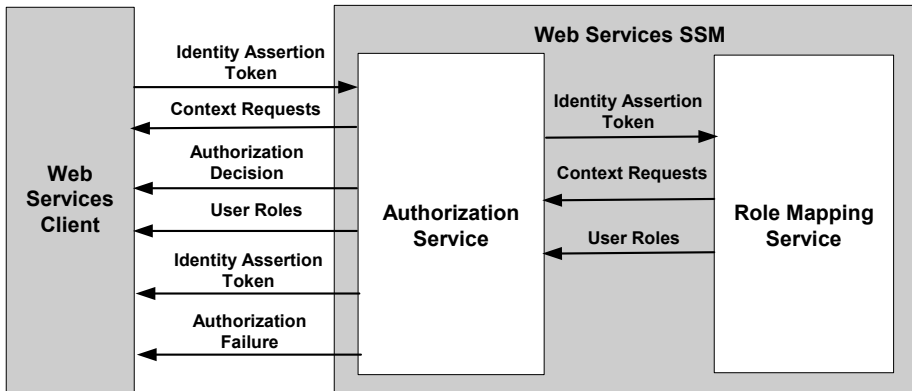 Web Services SSM
Identity Assertion
Token
Context Requests
Authorization
Decision
User Roles
Identity Assertion
Token
Authorization
Failure
Web
Services
Client
Authorization
Service
Identity Assertion
Token
Context Requests
User Roles
Role Mapping
Service